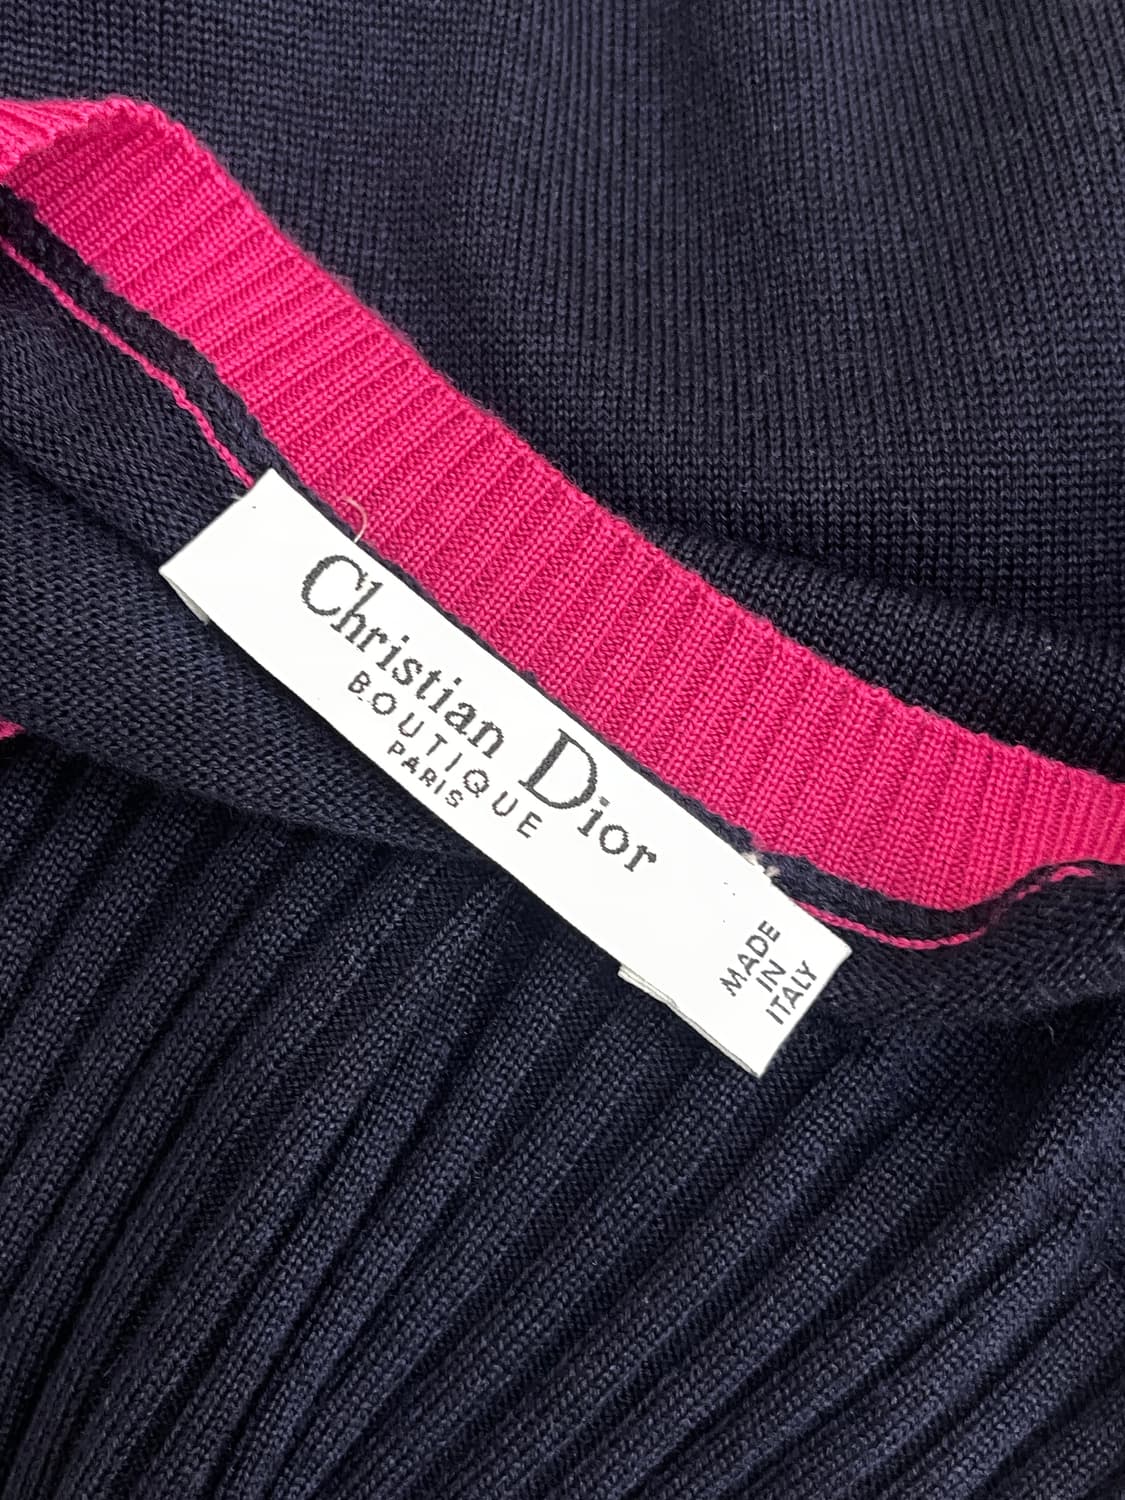 Christian Dior
BOUTIQUE
PARIS
MADE
IN
ITALY